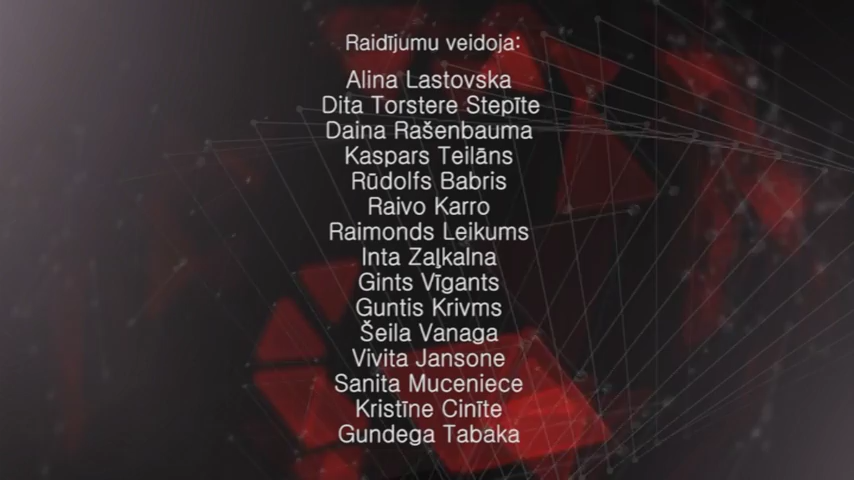 Raidījumu veidoja:
Alina Lastovska
Dita Torstere Stepīte
Daina Rašenbauma
Kaspars Teilāns
Rūdolfs Babris
Raivo Karro
Raimonds Leikums
Inta Zaļkalna
Gints Vīgants
Guntis Krivms
Šeila Vanaga
Vivita Jansone
Sanita Muceniece
Kristīne Cinīte
Gundega Tabaka